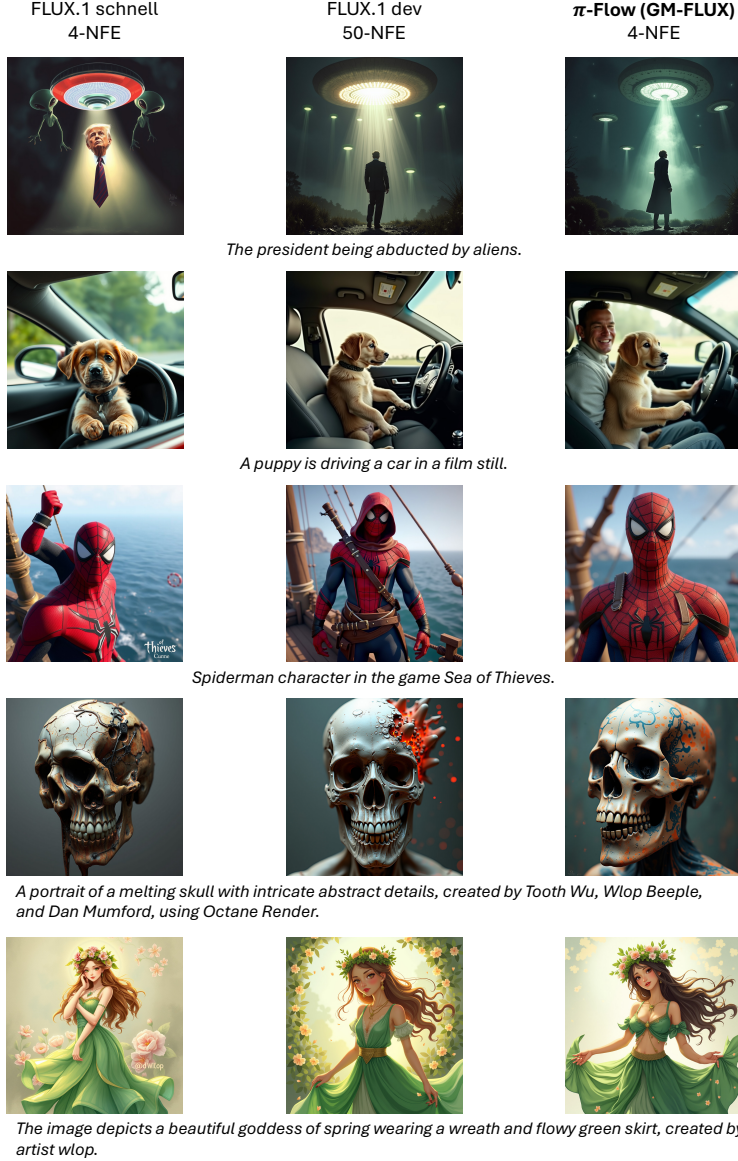 FLUX.1 schnell
4-NFE
FLUX.1 dev
50-NFE
π-Flow (GM-FLUX)
4-NFE
The president being abducted by aliens.
A puppy is driving a car in a film still.
of
thieves
Spiderman character in the game Sea of Thieves.
A portrait of a melting skull with intricate abstract details, created by Tooth Wu, Wlop Beeple,
and Dan Mumford, using Octane Render.
The image depicts a beautiful goddess of spring wearing a wreath and flowy green skirt, created by
artist wlop.